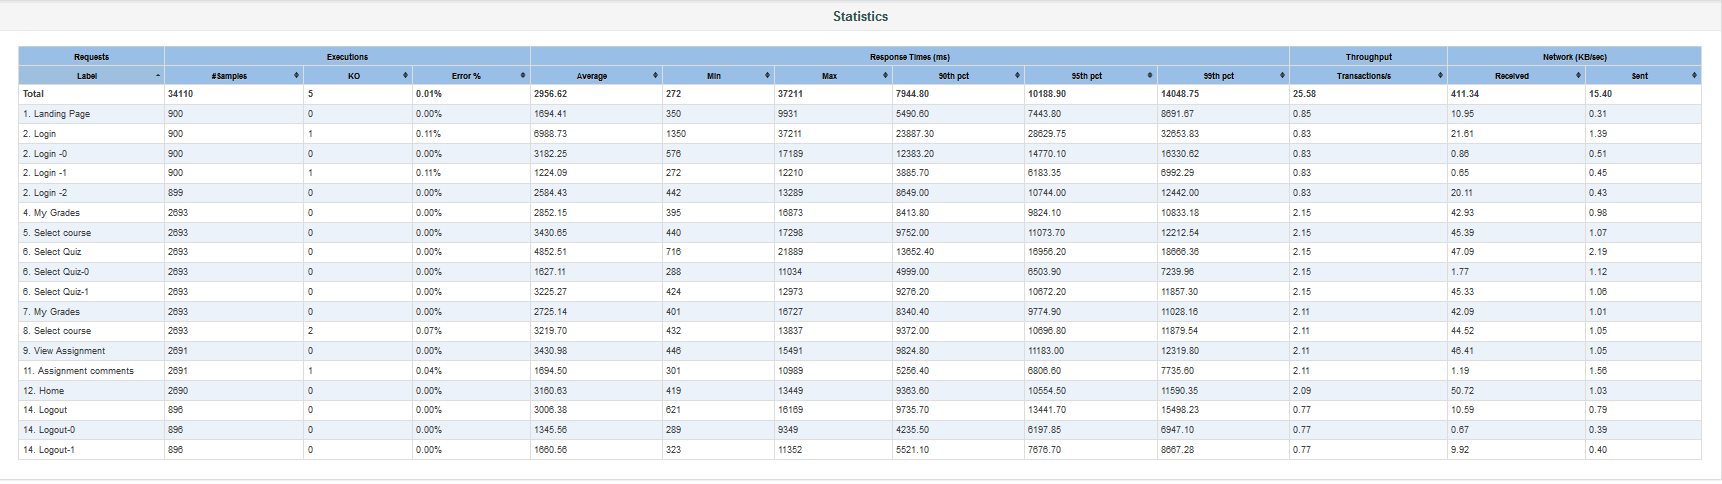 Statistics
Requests Executions Response Times (ms) Throughput Network (KB/sec)
Label #Samples KO Error % Average Min Max 90th pct 95th pct 99th pct Transactions/s Received Sent
Total 34110 5 0.01% 2956.62 272 37211 7944.80 10188.90 14048.75 25.58 411.34 15.40
1. Landing Page 900 0 0.00% 1694.41 350 9931 5490.60 7443.80 8691.67 0.85 10.95 0.31
2. Login 900 1 0.11% 6988.73 1350 37211 23887.30 28629.75 32653.83 0.83 21.61 1.39
2. Login -0 900 0 0.00% 3182.25 576 17189 12383.20 14770.10 16330.62 0.83 0.86 0.51
2. Login -1 900 1 0.11% 1224.09 272 12210 3885.70 6183.35 6992.29 0.83 0.65 0.45
2. Login -2 899 0 0.00% 2584.43 442 13289 8649.00 10744.00 12442.00 0.83 20.11 0.43
4. My Grades 2693 0 0.00% 2852.15 395 16873 8413.80 9824.10 10833.18 2.15 42.93 0.98
5. Select course 2693 0 0.00% 3430.65 440 17298 9752.00 11073.70 12212.54 2.15 45.39 1.07
6. Select Quiz 2693 0 0.00% 4852.51 716 21889 13652.40 16956.20 18666.36 2.15 47.09 2.19
6. Select Quiz-0 2693 0 0.00% 1627.11 288 11034 4999.00 6503.90 7239.96 2.15 1.77 1.12
6. Select Quiz-1 2693 0 0.00% 3225.27 424 12973 9276.20 10672.20 11857.30 2.15 45.33 1.06
7. My Grades 2693 0 0.00% 2725.14 401 16727 8340.40 9774.90 11028.16 2.11 42.09 1.01
8. Select course 2693 2 0.07% 3219.70 432 13837 9372.00 10696.80 11879.54 2.11 44.52 1.05
9. View Assignment 2691 0 0.00% 3430.98 446 15491 9824.80 11183.00 12319.80 2.11 46.41 1.05
11. Assignment comments 2691 1 0.04% 1694.50 301 10989 5256.40 6806.60 7735.60 2.11 1.19 1.56
12. Home 2690 0 0.00% 3160.63 419 13449 9363.60 10554.50 11590.35 2.09 50.72 1.03
14. Logout 896 0 0.00% 3006.38 621 16169 9735.70 13441.70 15498.23 0.77 10.59 0.79
14. Logout-0 896 0 0.00% 1345.56 289 9349 4235.50 6197.85 6947.10 0.77 0.67 0.39
14. Logout-1 896 0 0.00% 1660.56 323 11352 5521.10 7676.70 8667.28 0.77 9.92 0.40